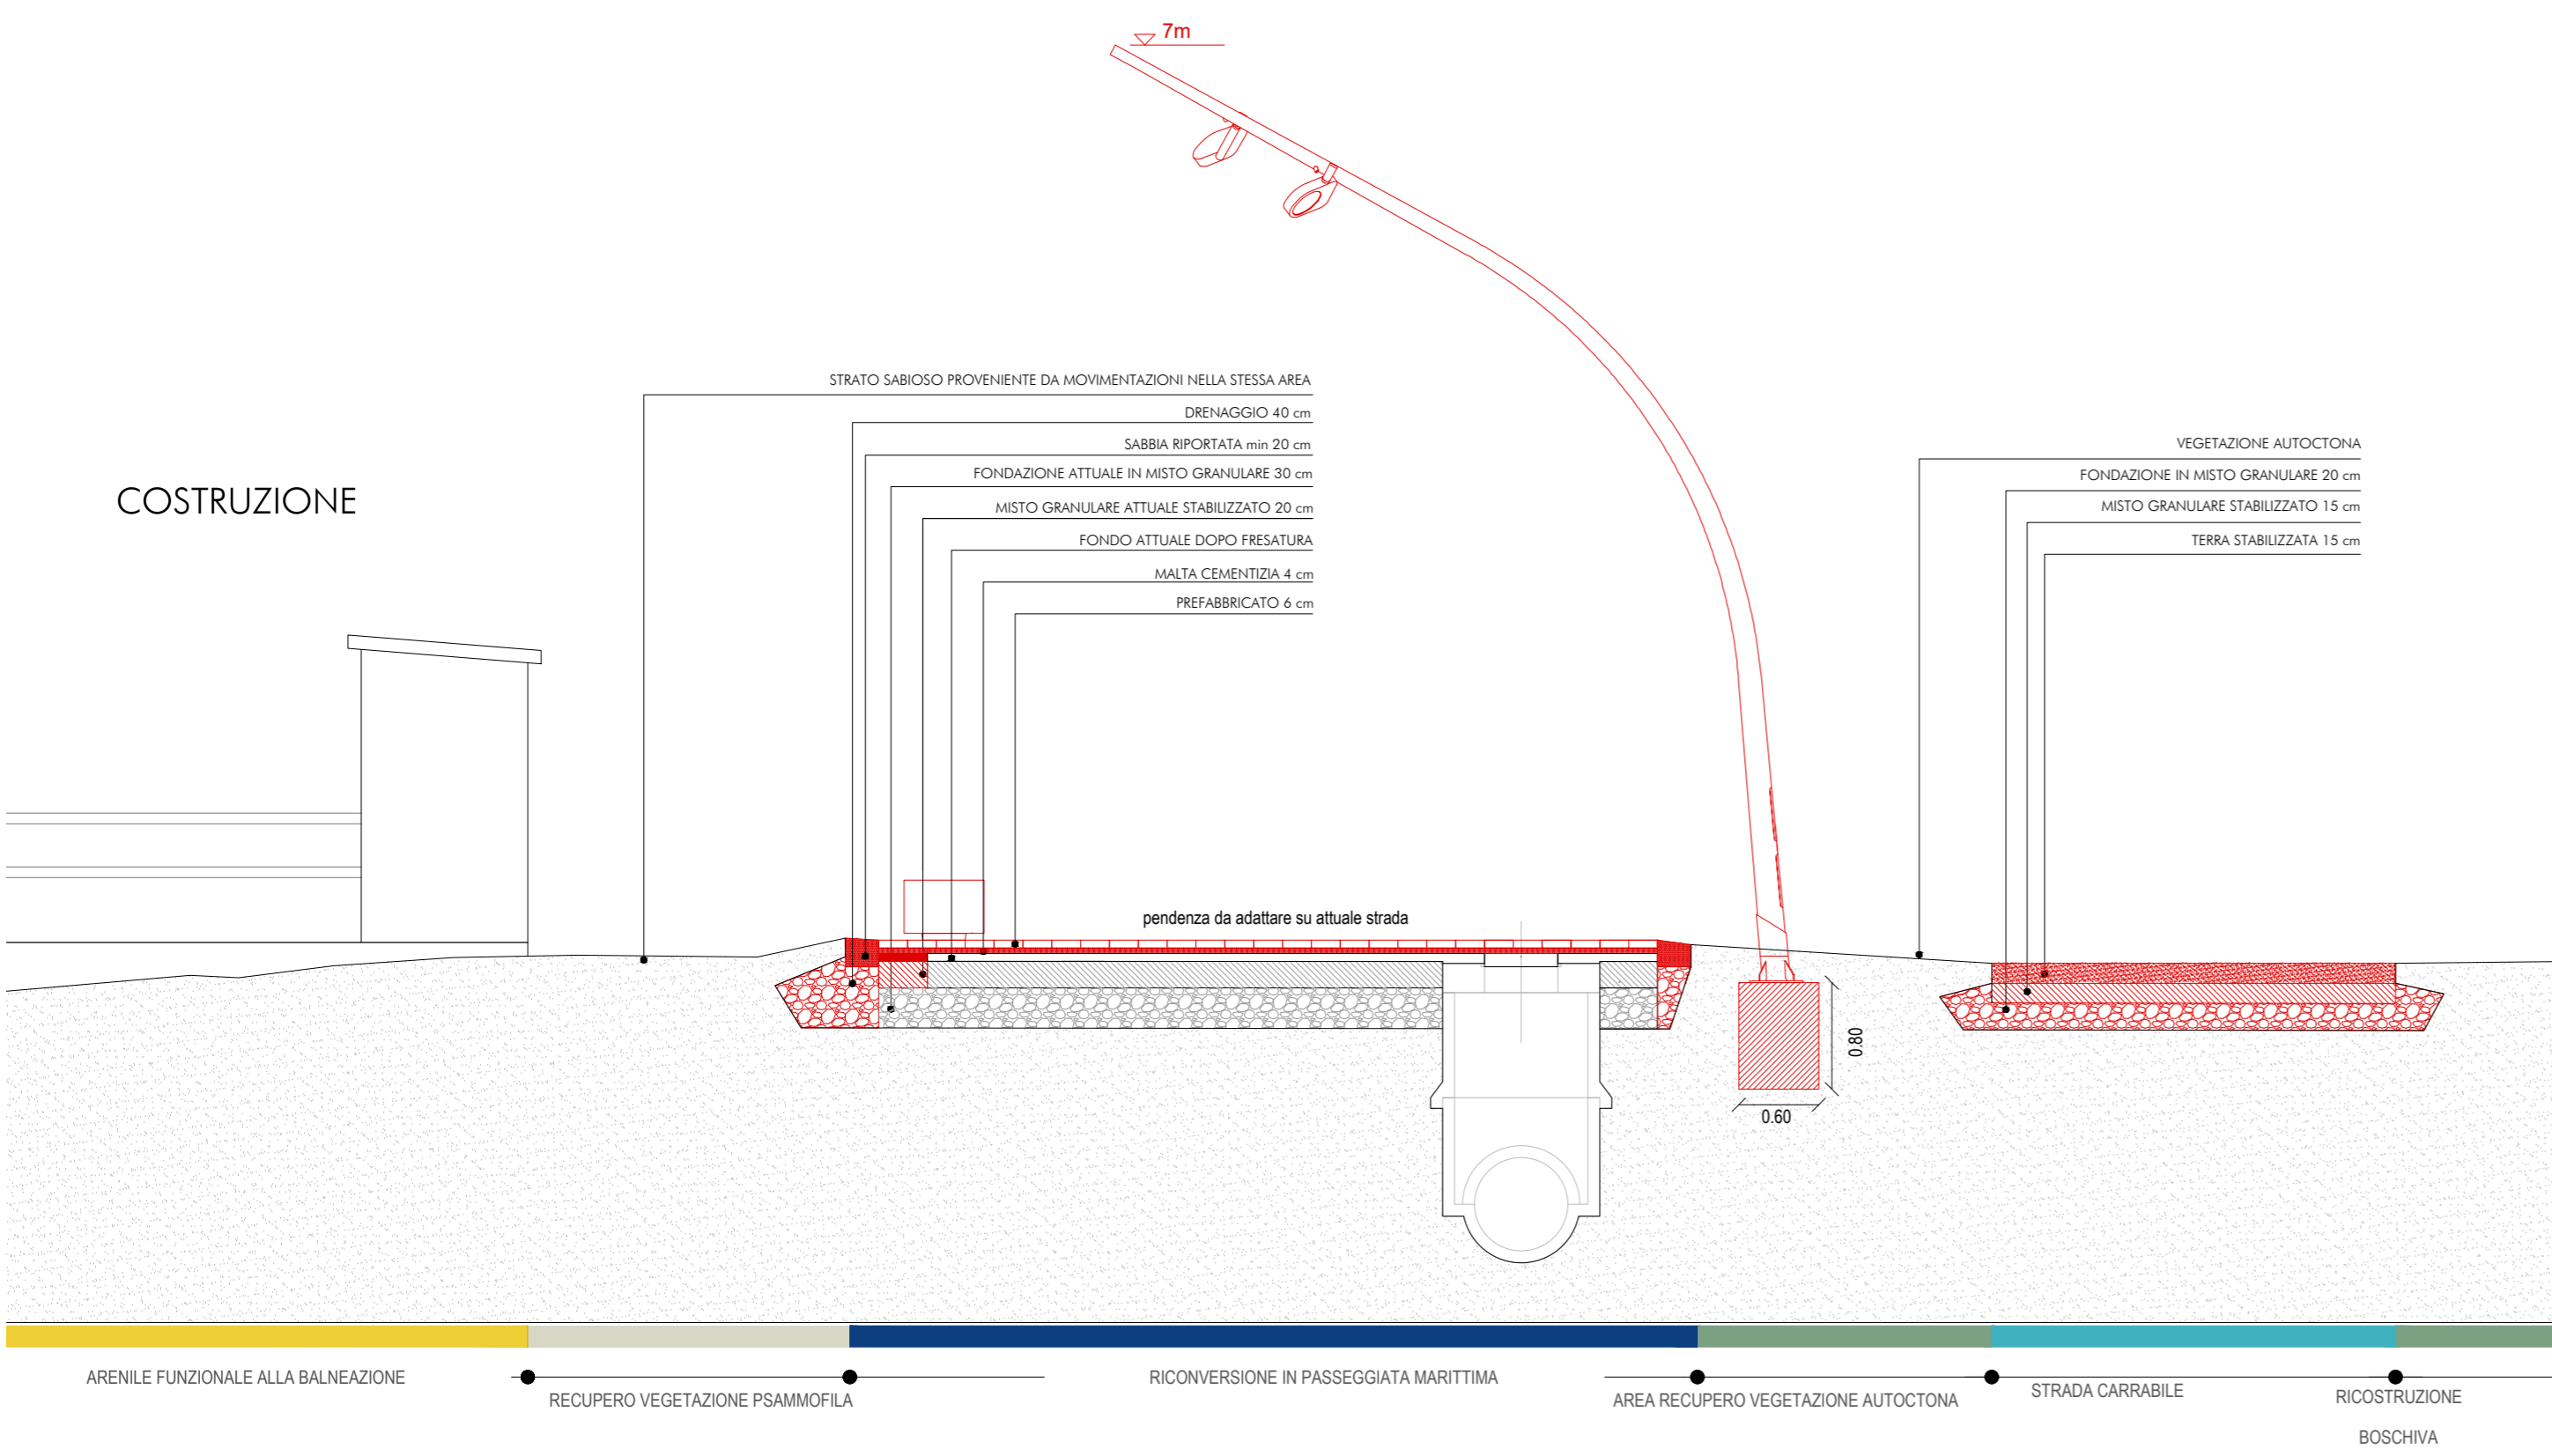 7m
STRATO SABIOSO PROVENIENTE DA MOVIMENTAZIONI NELLA STESSA AREA
DRENAGGIO 40 cm
SABBIA RIPORTATA min 20 cm
FONDAZIONE ATTUALE IN MISTO GRANULARE 30 cm
MISTO GRANULARE ATTUALE STABILIZZATO 20 cm
FONDO ATTUALE DOPO FRESATURA
MALTA CEMENTIZIA 4 cm
PREFABBRICATO 6 cm
VEGETAZIONE AUTOCTONA
FONDAZIONE IN MISTO GRANULARE 20 cm
MISTO GRANULARE STABILIZZATO 15 cm
TERRA STABILIZZATA 15 cm
COSTRUZIONE
pendenza da adattare su attuale strada
0.80
0.60
ARENILE FUNZIONALE ALLA BALNEAZIONE
RECUPERO VEGETAZIONE PSAMMOFILA
RICONVERSIONE IN PASSEGGIATA MARITTIMA
AREA RECUPERO VEGETAZIONE AUTOCTONA
STRADA CARRABILE
RICOSTRUZIONE
BOSCHIVA